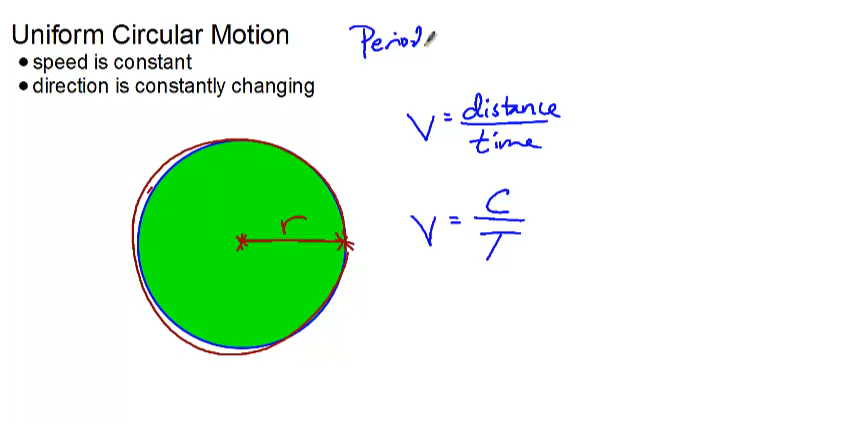 Uniform Circular Motion
• speed is constant
• direction is constantly changing
Period
V = distance / time
r
V = C / T